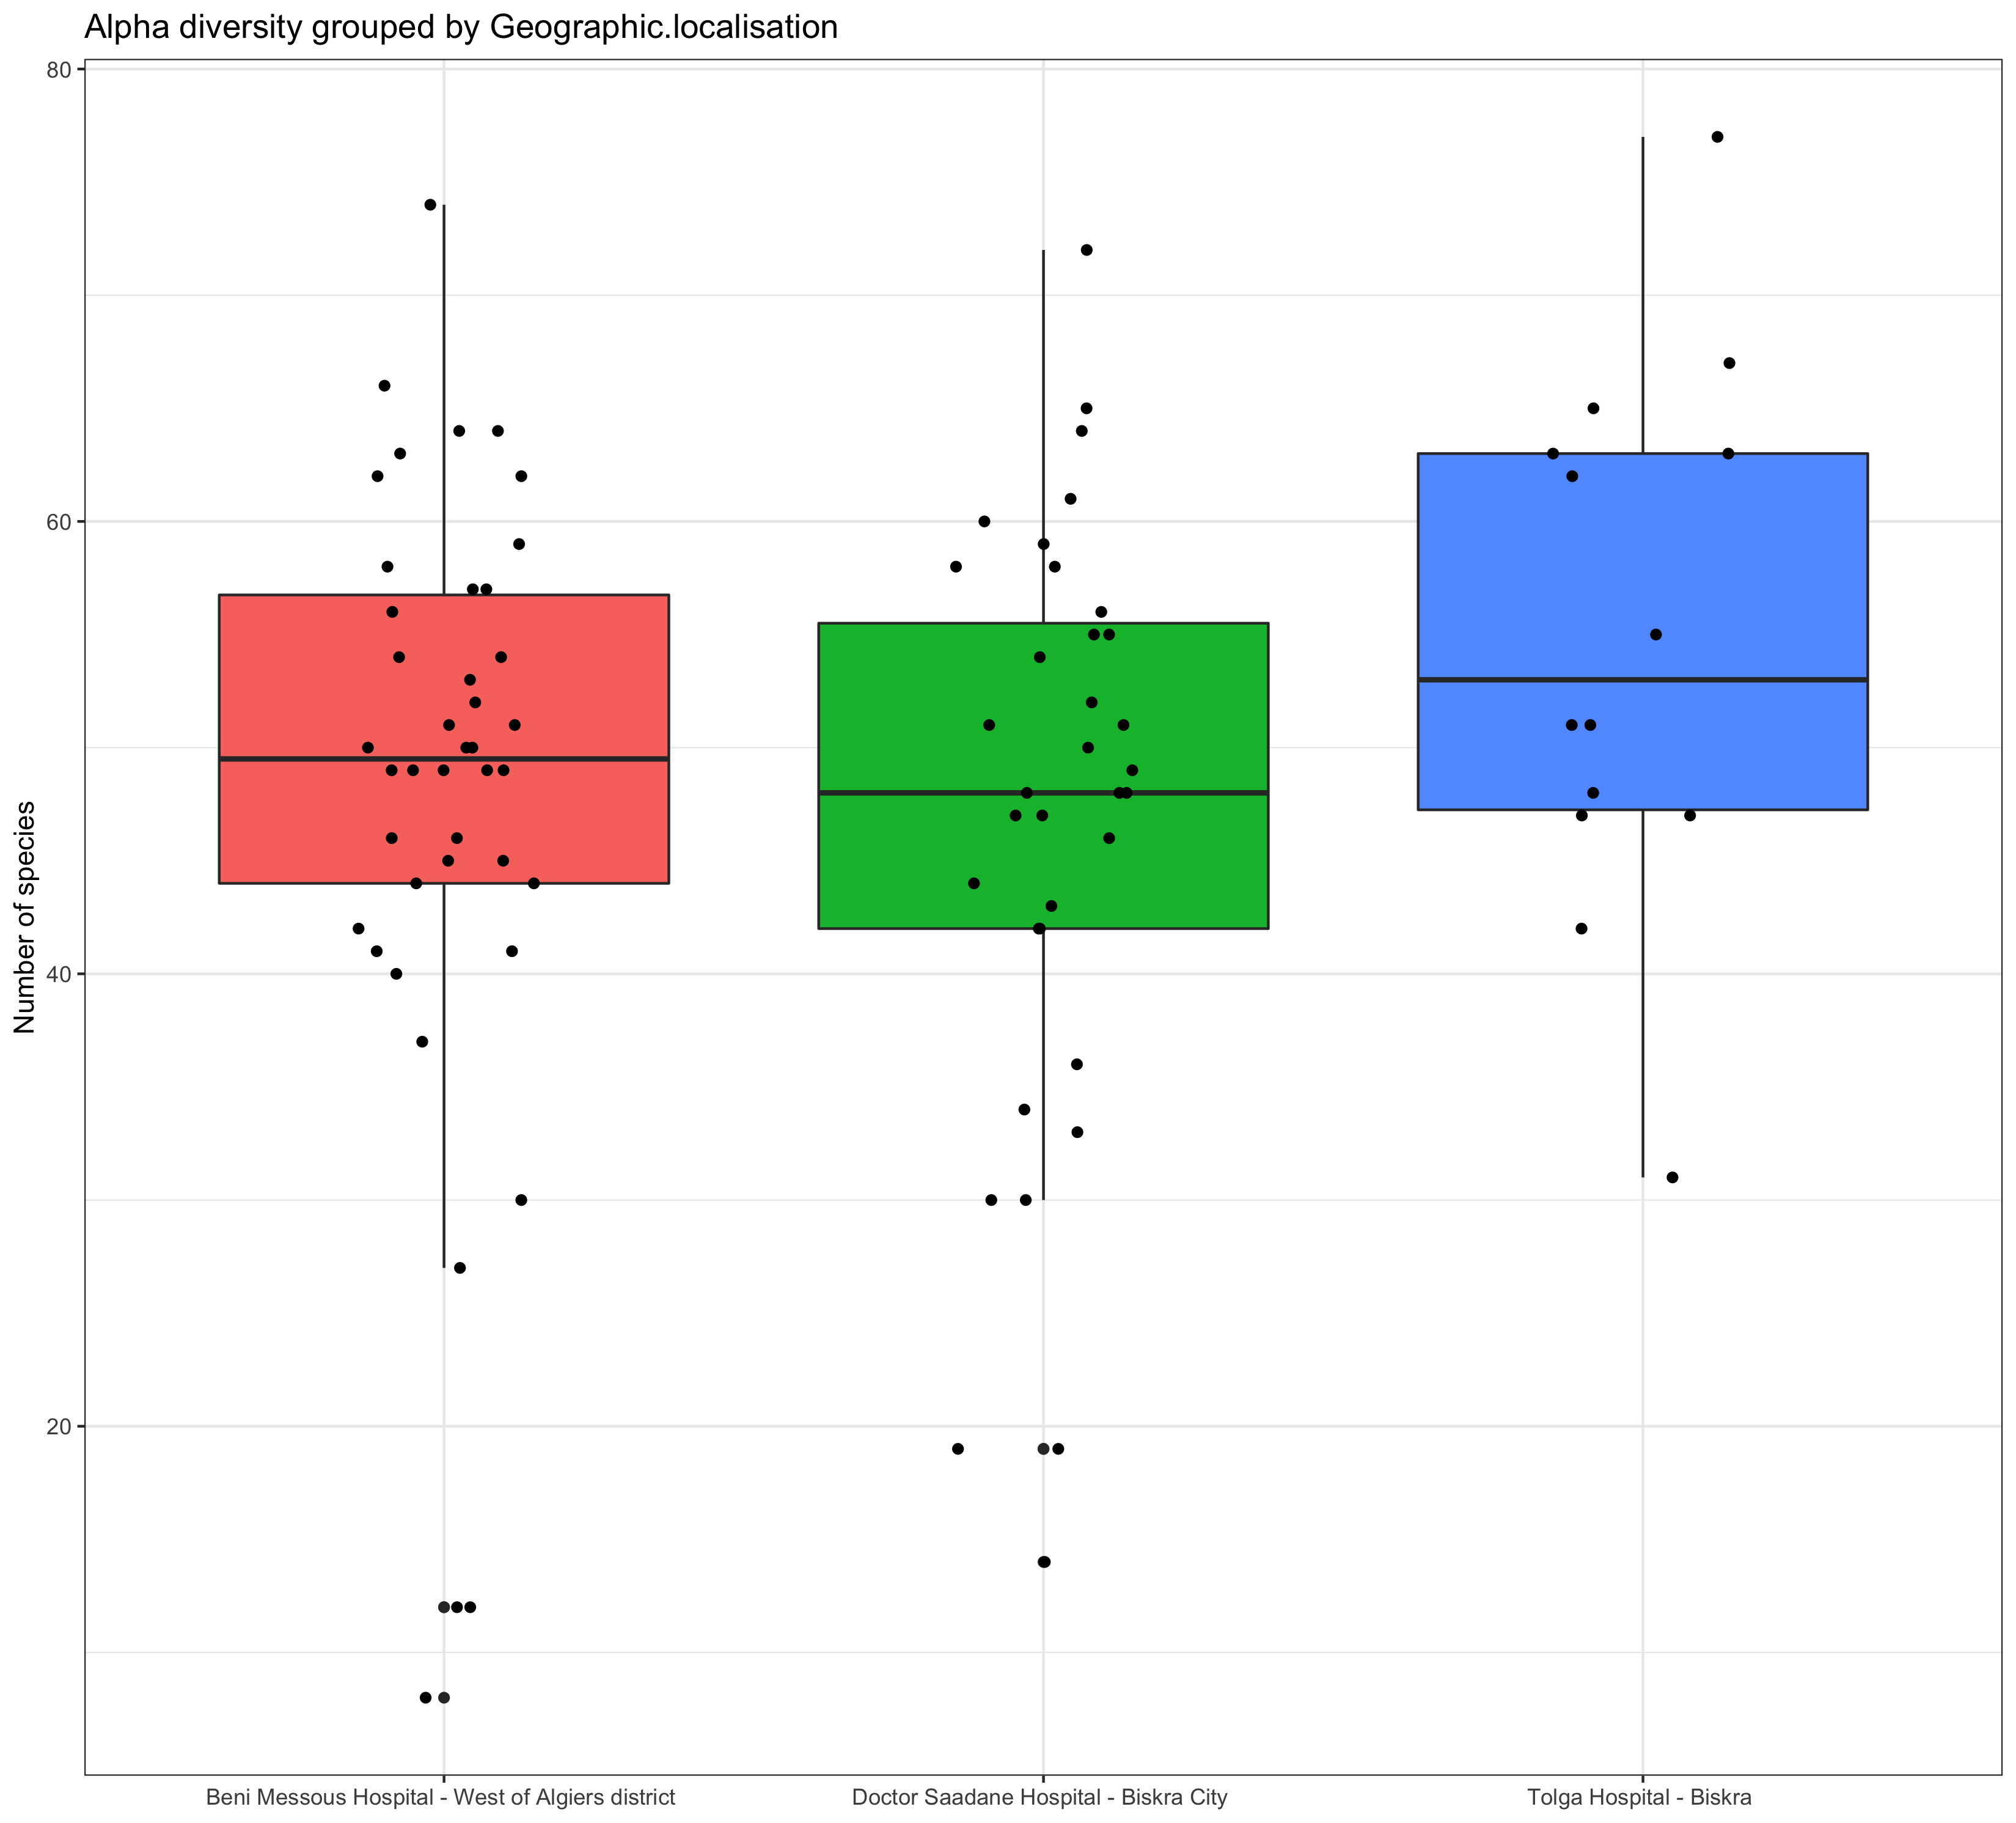 Alpha diversity grouped by Geographic.localisation
Number of species
80
60
40
20
Beni Messous Hospital - West of Algiers district
Doctor Saadane Hospital - Biskra City
Tolga Hospital - Biskra